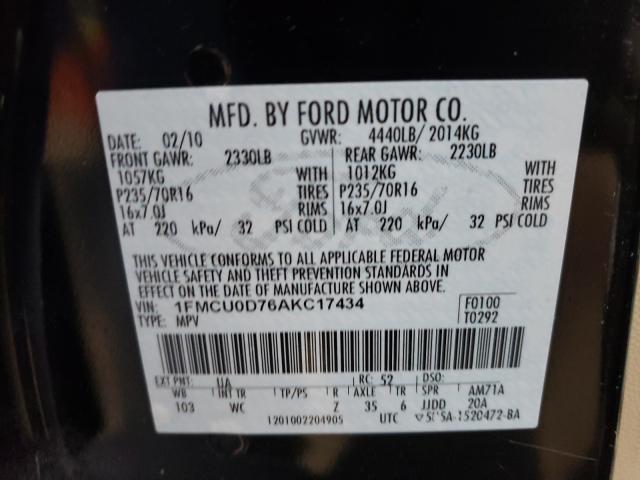 MFD. BY FORD MOTOR CO.
DATE: 02/10 GVWR: 4440LB/ 2014KG
FRONT GAWR: 2330LB REAR GAWR: 2230LB
1057KG WITH 1012KG WITH
P235/70R16 TIRES P235/70R16 TIRES
16x7.0J RIMS 16x7.0J RIMS
AT 220 kPa/ 32 PSI COLD AT 220 kPa/ 32 PSI COLD
THIS VEHICLE CONFORMS TO ALL APPLICABLE FEDERAL MOTOR
VEHICLE SAFETY AND THEFT PREVENTION STANDARDS IN
EFFECT ON THE DATE OF MANUFACTURE SHOWN ABOVE.
VIN: 1FMCU0D76AKC17434 F0100
TYPE: MPV T0292
EXT PNT: UA RC: 52 DSO:
WB INT TR TP/PS R AXLE TR SPR AM71A
103 WC Z 35 6 JJDD 20A
1201002204905 UTC 1520472-BA